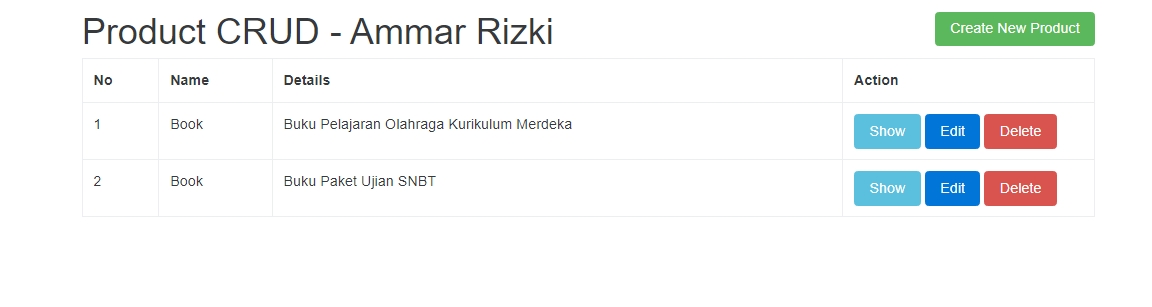 Product CRUD - Ammar Rizki
Create New Product
No Name Details Action
1 Book Buku Pelajaran Olahraga Kurikulum Merdeka Show Edit Delete
2 Book Buku Paket Ujian SNBT Show Edit Delete